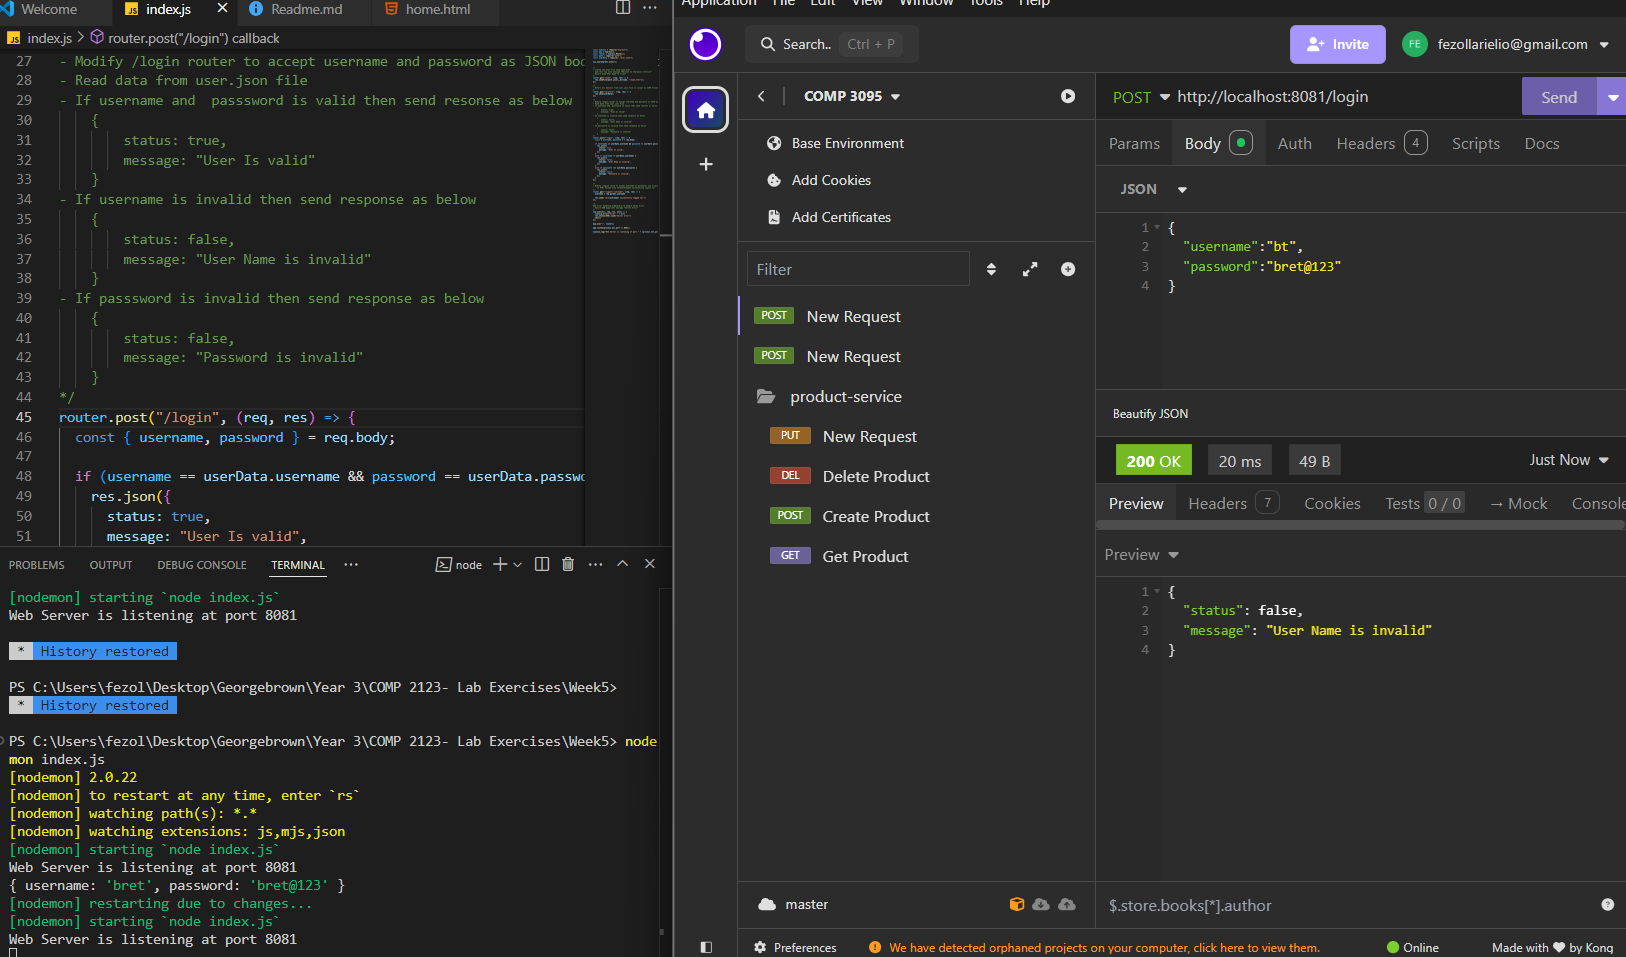 Welcome
index.js
Readme.md
home.html
index.js > router.post("/login") callback
27 - Modify /login router to accept username and password as JSON boc
28 - Read data from user.json file
29 - If username and  passsword is valid then send resonse as below
30 {
31 status: true,
32 message: "User Is valid"
33 }
34 - If username is invalid then send response as below
35 {
36 status: false,
37 message: "User Name is invalid"
38 }
39 - If passsword is invalid then send response as below
40 {
41 status: false,
42 message: "Password is invalid"
43 }
44 */
45 router.post("/login", (req, res) => {
46 const { username, password } = req.body;
47
48 if (username == userData.username && password == userData.passwo
49 res.json({
50 status: true,
51 message: "User Is valid",
PROBLEMS OUTPUT DEBUG CONSOLE TERMINAL ··· node
[nodemon] starting `node index.js`
Web Server is listening at port 8081
* History restored
PS C:\Users\fezol\Desktop\Georgebrown\Year 3\COMP 2123- Lab Exercises\Week5>
* History restored
PS C:\Users\fezol\Desktop\Georgebrown\Year 3\COMP 2123- Lab Exercises\Week5> node
mon index.js
[nodemon] 2.0.22
[nodemon] to restart at any time, enter `rs`
[nodemon] watching path(s): *.*
[nodemon] watching extensions: js,mjs,json
[nodemon] starting `node index.js`
Web Server is listening at port 8081
{ username: 'bret', password: 'bret@123' }
[nodemon] restarting due to changes...
[nodemon] starting `node index.js`
Web Server is listening at port 8081
Application File Edit View Window Tools Help
Search.. Ctrl + P
Invite
FE fezollarielio@gmail.com
COMP 3095
Base Environment
Add Cookies
Add Certificates
Filter
POST New Request
POST New Request
product-service
PUT New Request
DEL Delete Product
POST Create Product
GET Get Product
master
Preferences
We have detected orphaned projects on your computer, click here to view them.
Online
Made with ♥ by Kong
POST http://localhost:8081/login
Send
Params Body Auth Headers 4 Scripts Docs
JSON
1 {
2 "username":"bt",
3 "password":"bret@123"
4 }
Beautify JSON
200 OK 20 ms 49 B Just Now
Preview Headers 7 Cookies Tests 0 / 0 → Mock Console
Preview
1 {
2 "status": false,
3 "message": "User Name is invalid"
4 }
$.store.books[*].author